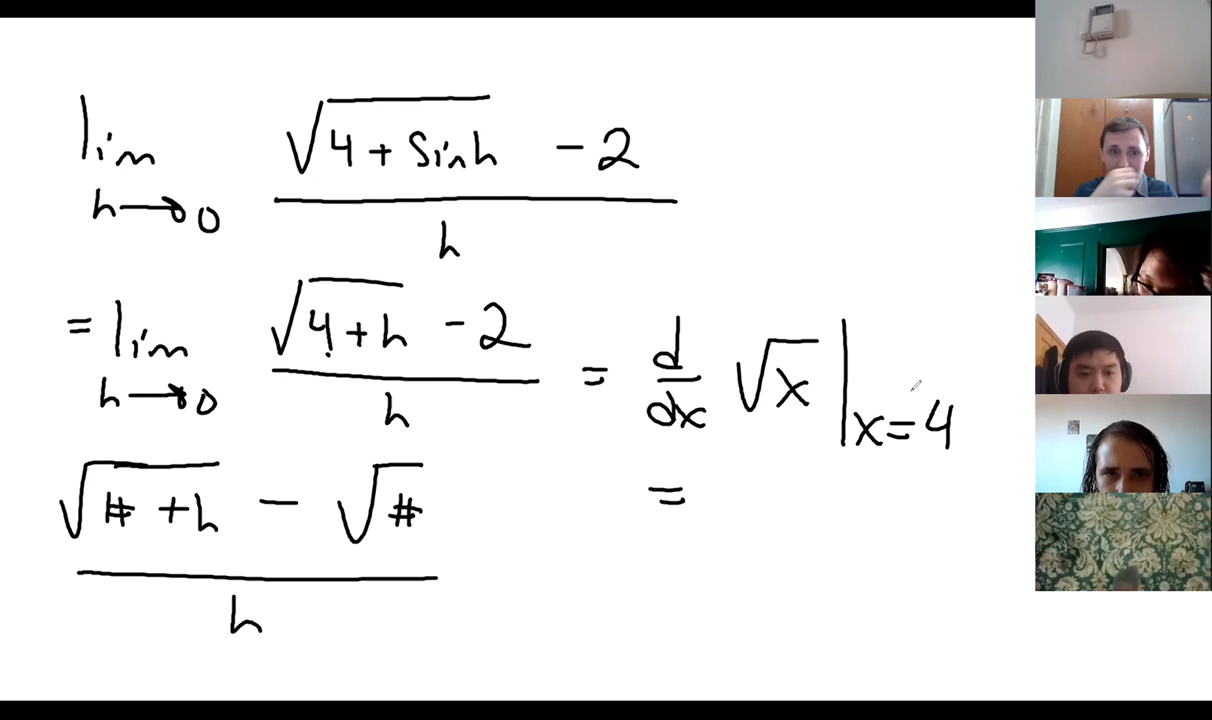 lim h→0 (√(4 + sinh) - 2) / h
= lim h→0 (√(4 + h) - 2) / h = d/dx √x |x=4
(√(# + h) - √#) / h =